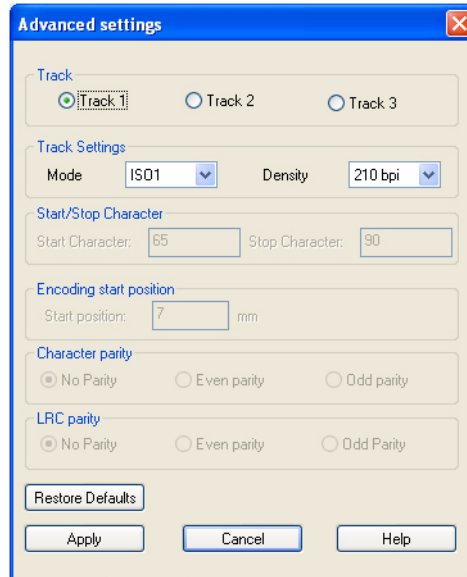 Advanced settings
Track
Track 1 Track 2 Track 3
Track Settings
Mode ISO1 Density 210 bpi
Start/Stop Character
Start Character: 65 Stop Character: 90
Encoding start position
Start position: 7 mm
Character parity
No Parity Even parity Odd parity
LRC parity
No Parity Even parity Odd Parity
Restore Defaults
Apply Cancel Help